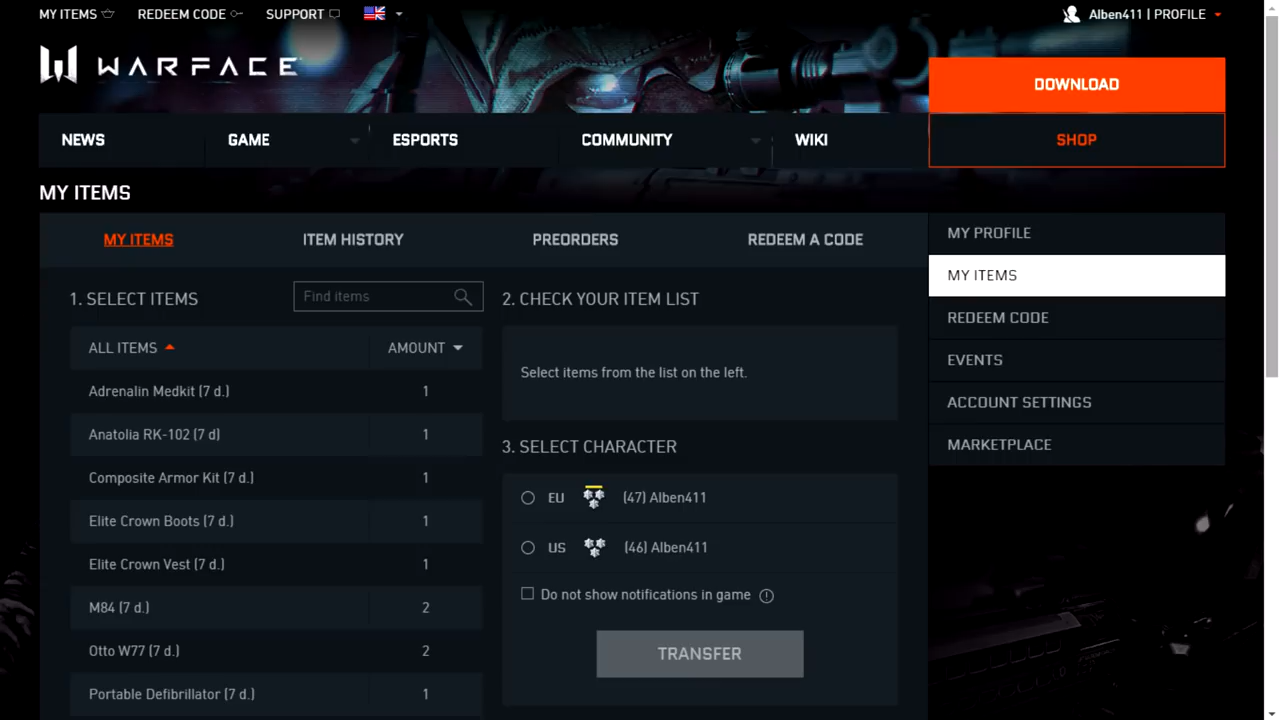 MY ITEMS
REDEEM CODE
SUPPORT
Alben411 | PROFILE
WARFACE
DOWNLOAD
NEWS
GAME
ESPORTS
COMMUNITY
WIKI
SHOP
MY ITEMS
MY ITEMS
ITEM HISTORY
PREORDERS
REDEEM A CODE
1. SELECT ITEMS
Find items
ALL ITEMS
AMOUNT
Adrenalin Medkit (7 d.) 1
Anatolia RK-102 (7 d) 1
Composite Armor Kit (7 d.) 1
Elite Crown Boots (7 d.) 1
Elite Crown Vest (7 d.) 1
M84 (7 d.) 2
Otto W77 (7 d.) 2
Portable Defibrillator (7 d.) 1
2. CHECK YOUR ITEM LIST
Select items from the list on the left.
3. SELECT CHARACTER
EU (47) Alben411
US (46) Alben411
Do not show notifications in game
TRANSFER
MY PROFILE
MY ITEMS
REDEEM CODE
EVENTS
ACCOUNT SETTINGS
MARKETPLACE